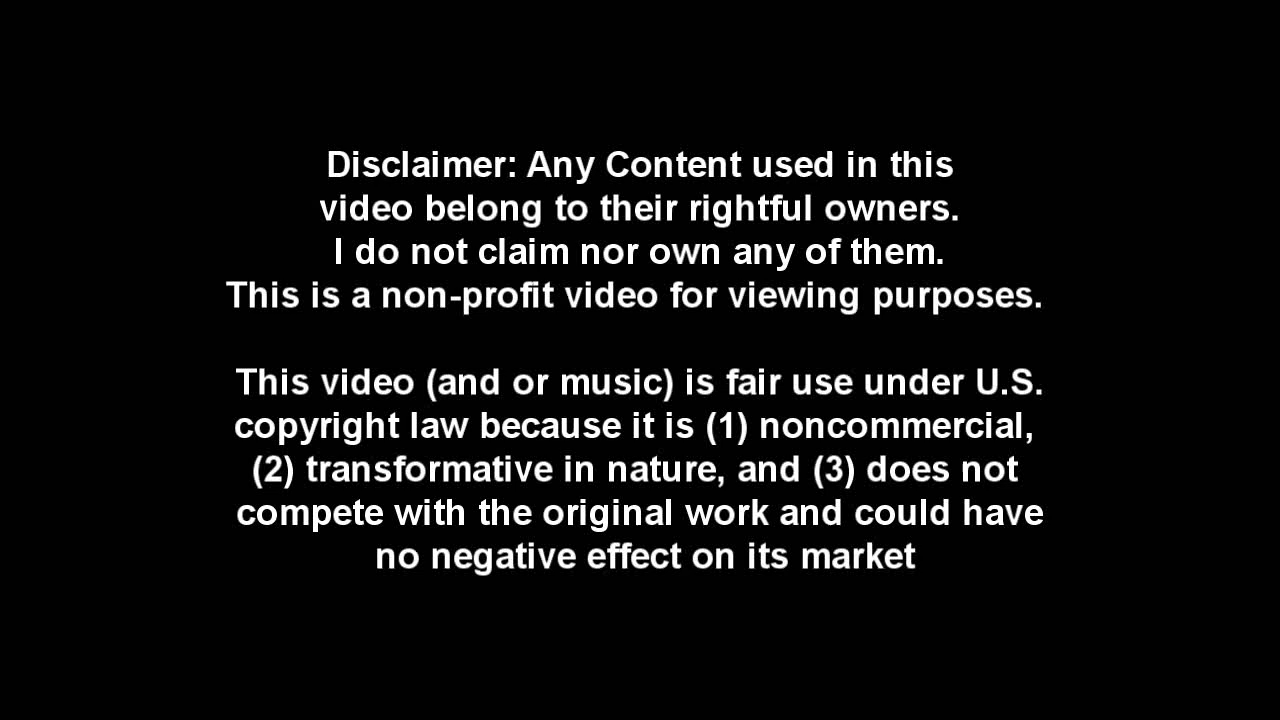 Disclaimer: Any Content used in this
video belong to their rightful owners.
I do not claim nor own any of them.
This is a non-profit video for viewing purposes.
This video (and or music) is fair use under U.S.
copyright law because it is (1) noncommercial,
(2) transformative in nature, and (3) does not
compete with the original work and could have
no negative effect on its market